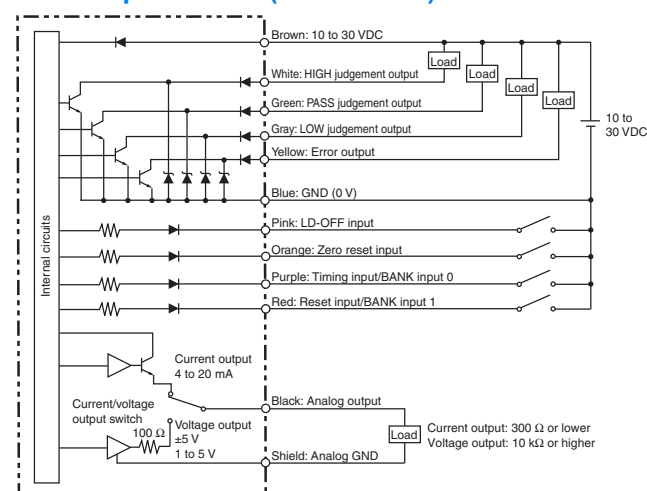 Brown: 10 to 30 VDC
White: HIGH judgement output
Load
Green: PASS judgement output
Load
Gray: LOW judgement output
Load
Yellow: Error output
Load
10 to
30 VDC
Blue: GND (0 V)
Pink: LD-OFF input
Orange: Zero reset input
Purple: Timing input/BANK input 0
Red: Reset input/BANK input 1
Internal circuits
Current output
4 to 20 mA
Current/voltage
output switch
100 Ω
Voltage output
±5 V
1 to 5 V
Black: Analog output
Load
Current output: 300 Ω or lower
Voltage output: 10 kΩ or higher
Shield: Analog GND